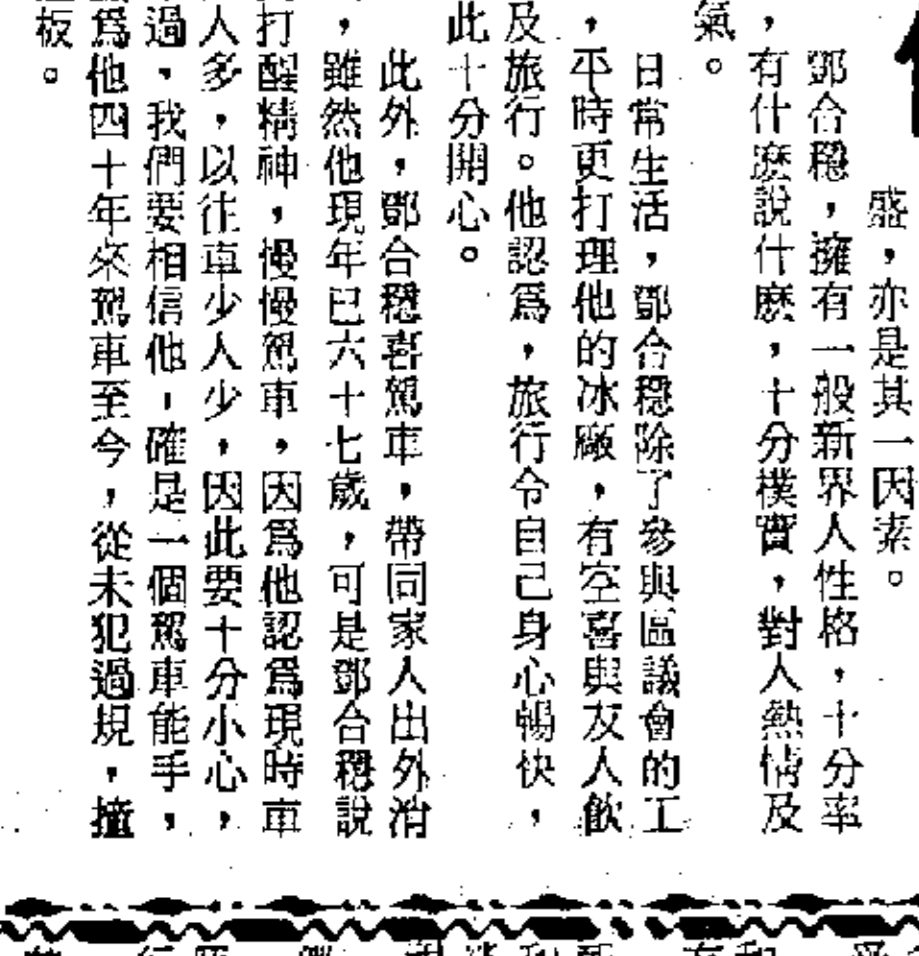 盛，亦是其一因素。
鄧合穩，擁有一般新界人性格，十分率
，有什麽說什麽，十分樸實，對人熱情及
氣。
日常生活，鄧合穩除了參與區議會的工
，平時更打理他的冰廠，有空喜與友人飲
及旅行。他認爲，旅行令自己身心暢快，
此十分開心。
此外，鄧合穩喜駕車，帶同家人出外消
，雖然他現年已六十七歲，可是鄧合穩說
打醒精神，慢慢駕車，因爲他認爲現時車
人多，以往車少人少，因此要十分小心，
過，我們要相信他，確是一個駕車能手，
爲他四十年來駕車至今，從未犯過規，撞
板。